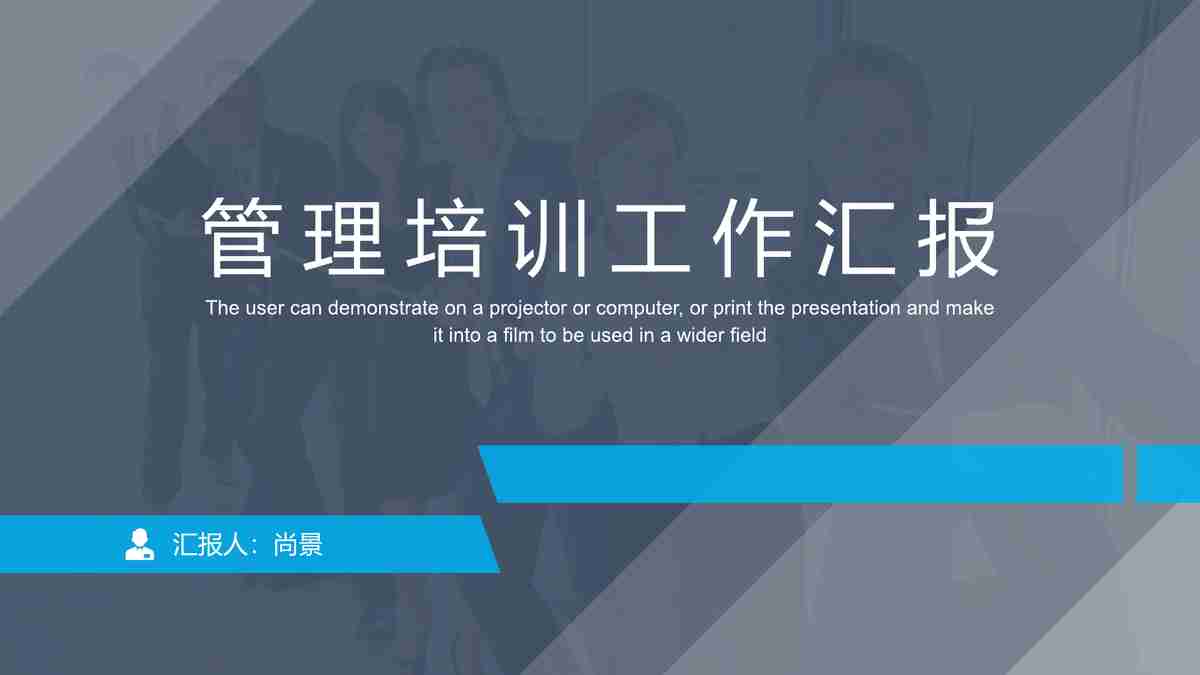 管理培训工作汇报
The user can demonstrate on a projector or computer, or print the presentation and make
it into a film to be used in a wider field
汇报人：尚景